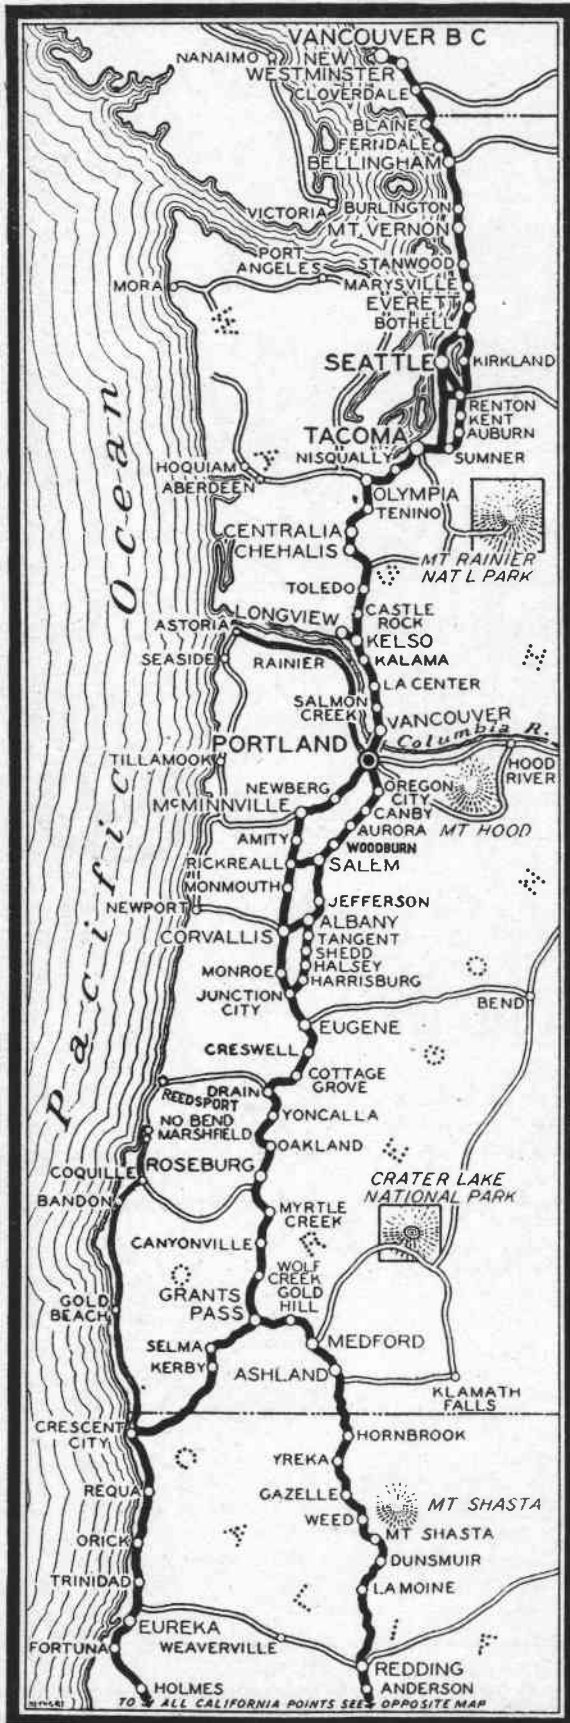 VANCOUVER B C
NANAIMO
NEW
WESTMINSTER
CLOVERDALE
BLAINE
FERNDALE
BELLINGHAM
VICTORIA
BURLINGTON
MT. VERNON
PORT
ANGELES
STANWOOD
MORA
MARYSVILLE
EVERETT
BOTHELL
W
SEATTLE
KIRKLAND
RENTON
KENT
AUBURN
TACOMA
NISQUALLY
SUMNER
HOQUIAM
A
ABERDEEN
OLYMPIA
TENINO
CENTRALIA
CHEHALIS
MT RAINIER
NAT'L PARK
S
TOLEDO
CASTLE
ROCK
LONGVIEW
ASTORIA
KELSO
SEASIDE
RAINIER
KALAMA
H
LA CENTER
SALMON
CREEK
VANCOUVER
Columbia R.
PORTLAND
TILLAMOOK
HOOD
RIVER
NEWBERG
OREGON
CITY
McMINNVILLE
CANBY
AURORA
MT HOOD
AMITY
WOODBURN
RICKREALL
SALEM
MONMOUTH
N
JEFFERSON
NEWPORT
ALBANY
CORVALLIS
TANGENT
SHEDD
HALSEY
MONROE
HARRISBURG
O
JUNCTION
CITY
BEND
EUGENE
G
CRESWELL
COTTAGE
GROVE
DRAIN
REEDSPORT
YONCALLA
NO BEND
MARSHFIELD
OAKLAND
E
COQUILLE
ROSEBURG
BANDON
CRATER LAKE
NATIONAL PARK
MYRTLE
CREEK
CANYONVILLE
R
WOLF
CREEK
O
GOLD
BEACH
GRANTS
PASS
GOLD
HILL
SELMA
KERBY
MEDFORD
ASHLAND
KLAMATH
FALLS
CRESCENT
CITY
HORNBROOK
C
YREKA
REQUA
GAZELLE
MT SHASTA
WEED
A
MT SHASTA
ORICK
DUNSMUIR
TRINIDAD
LAMOINE
L
EUREKA
I
F
FORTUNA
WEAVERVILLE
REDDING
HOLMES
ANDERSON
TO ALL CALIFORNIA POINTS SEE OPPOSITE MAP
Pacific Ocean